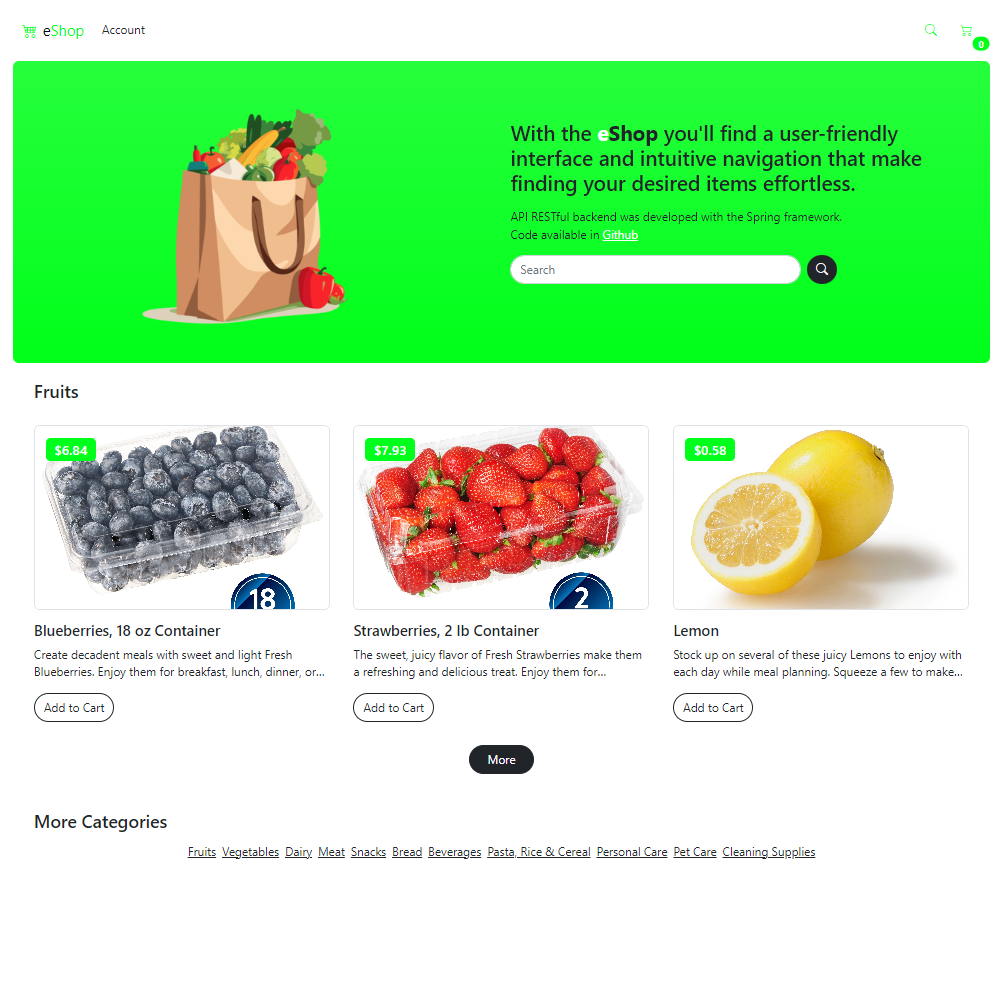 eShop Account
0
With the eShop you'll find a user-friendly
interface and intuitive navigation that make
finding your desired items effortless.
API RESTful backend was developed with the Spring framework.
Code available in Github
Search
Fruits
$6.84
18
$7.93
2
$0.58
Blueberries, 18 oz Container
Create decadent meals with sweet and light Fresh
Blueberries. Enjoy them for breakfast, lunch, dinner, or...
Add to Cart
Strawberries, 2 lb Container
The sweet, juicy flavor of Fresh Strawberries make them
a refreshing and delicious treat. Enjoy them for...
Add to Cart
Lemon
Stock up on several of these juicy Lemons to enjoy with
each day while meal planning. Squeeze a few to make...
Add to Cart
More
More Categories
Fruits Vegetables Dairy Meat Snacks Bread Beverages Pasta, Rice & Cereal Personal Care Pet Care Cleaning Supplies